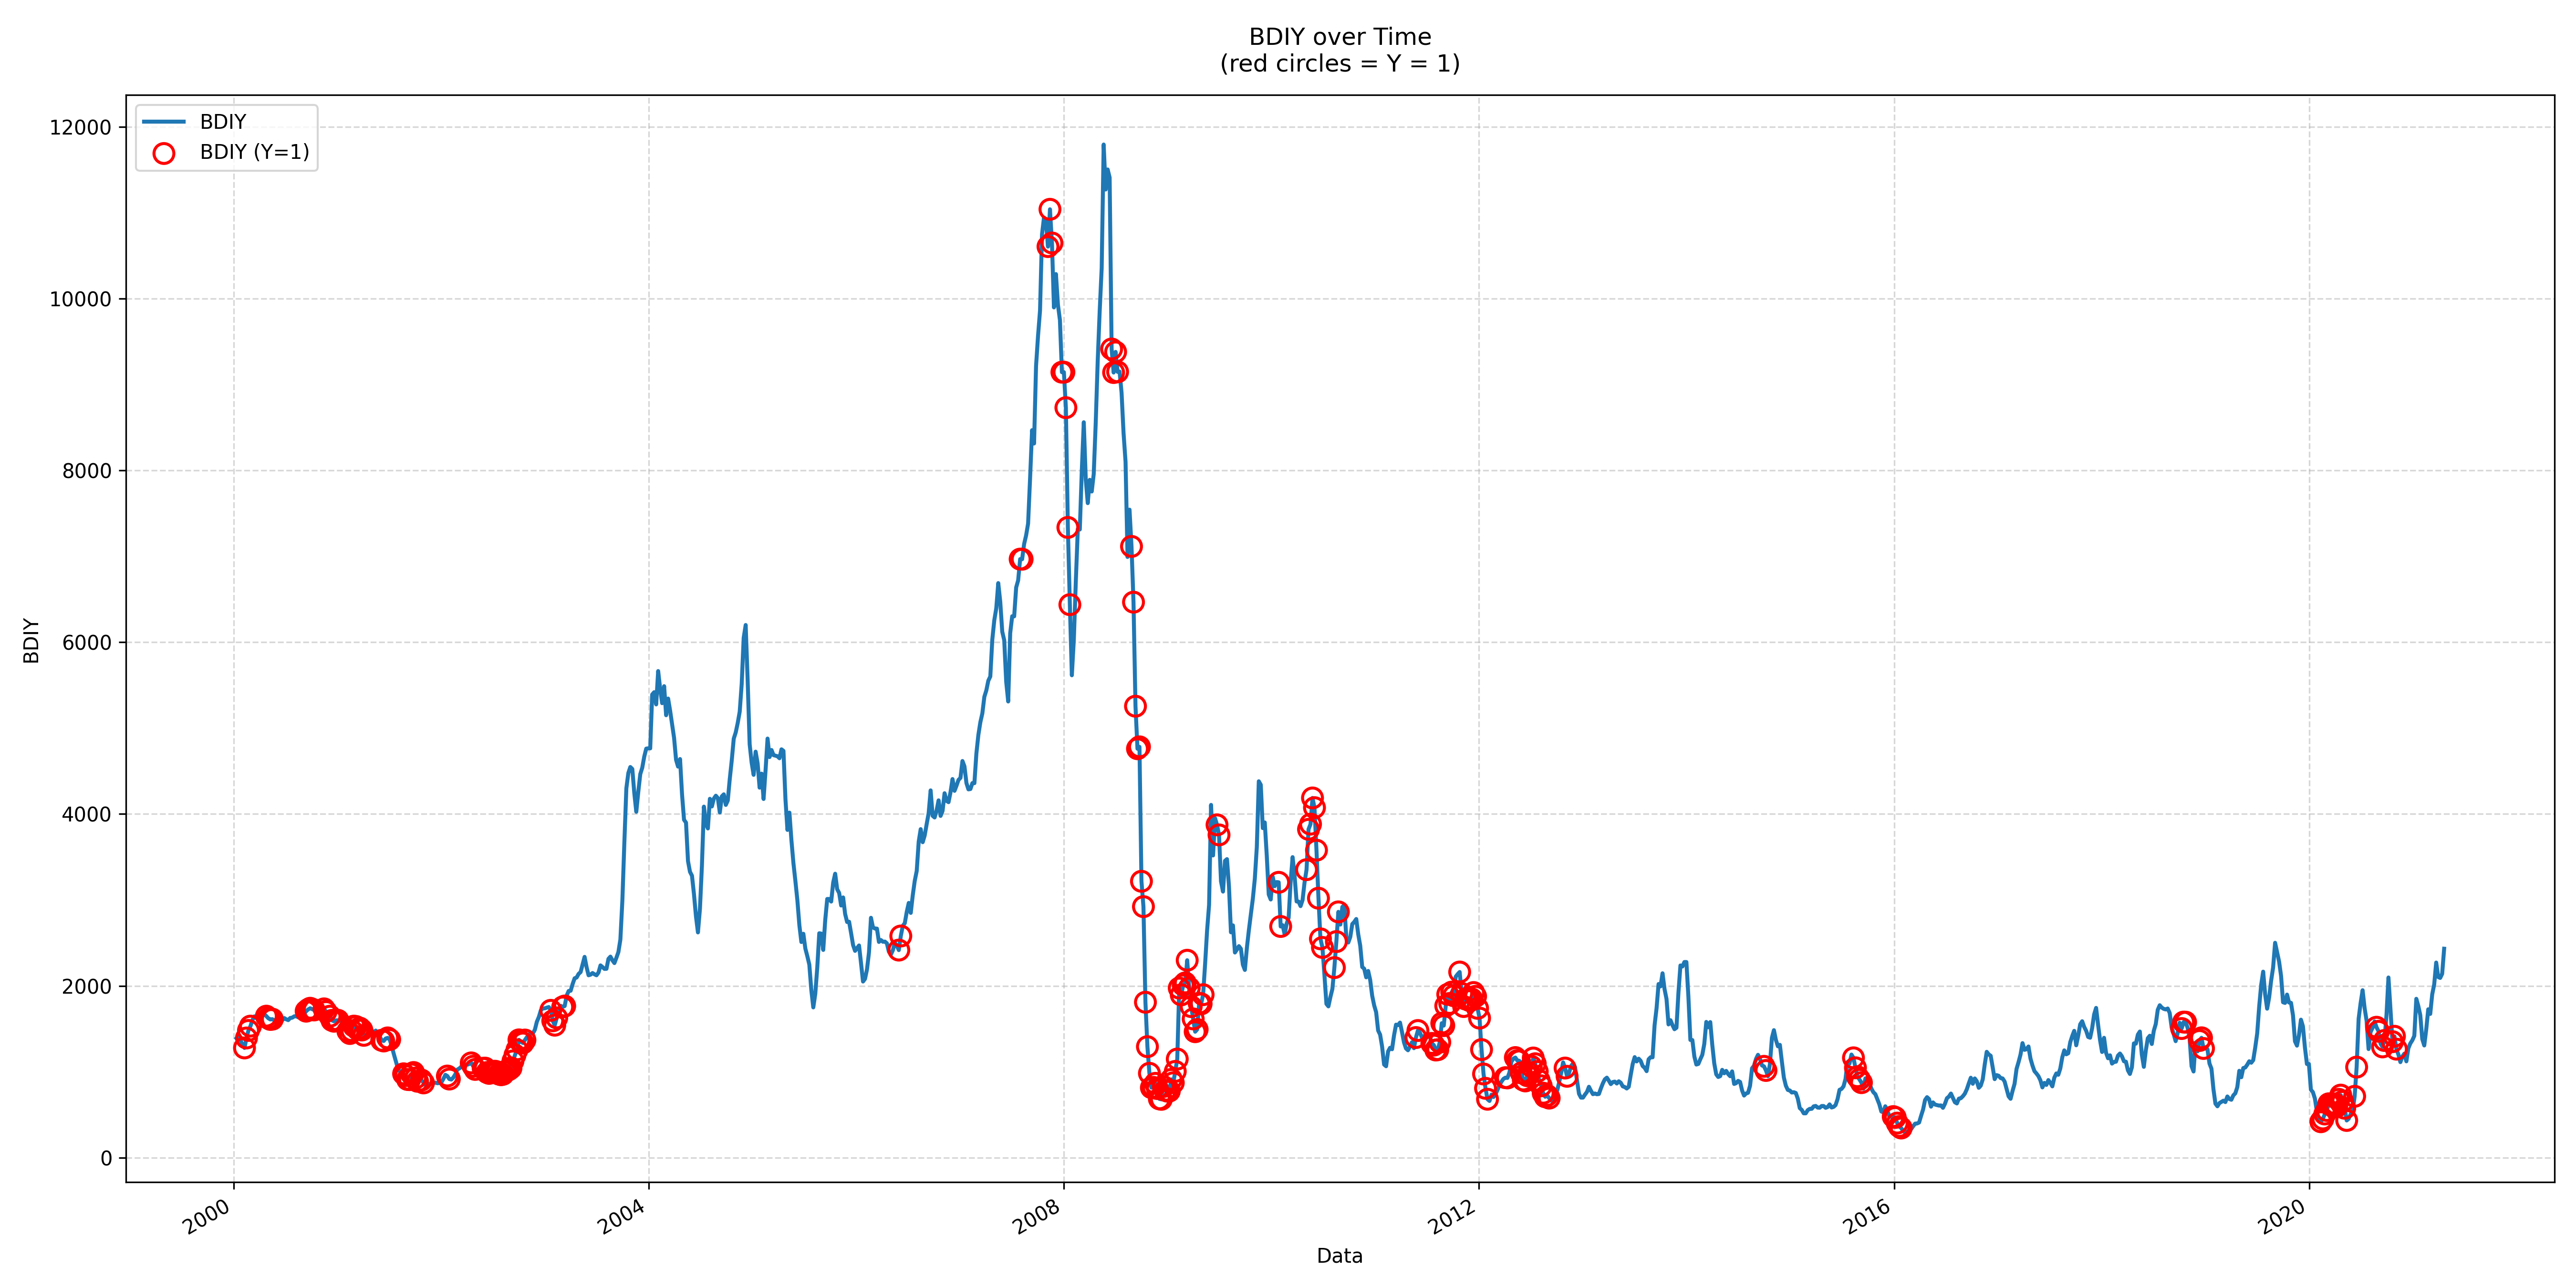 BDIY over Time
(red circles = Y = 1)
BDIY
BDIY (Y=1)
12000
10000
8000
6000
4000
2000
0
BDIY
2000
2004
2008
2012
2016
2020
Data